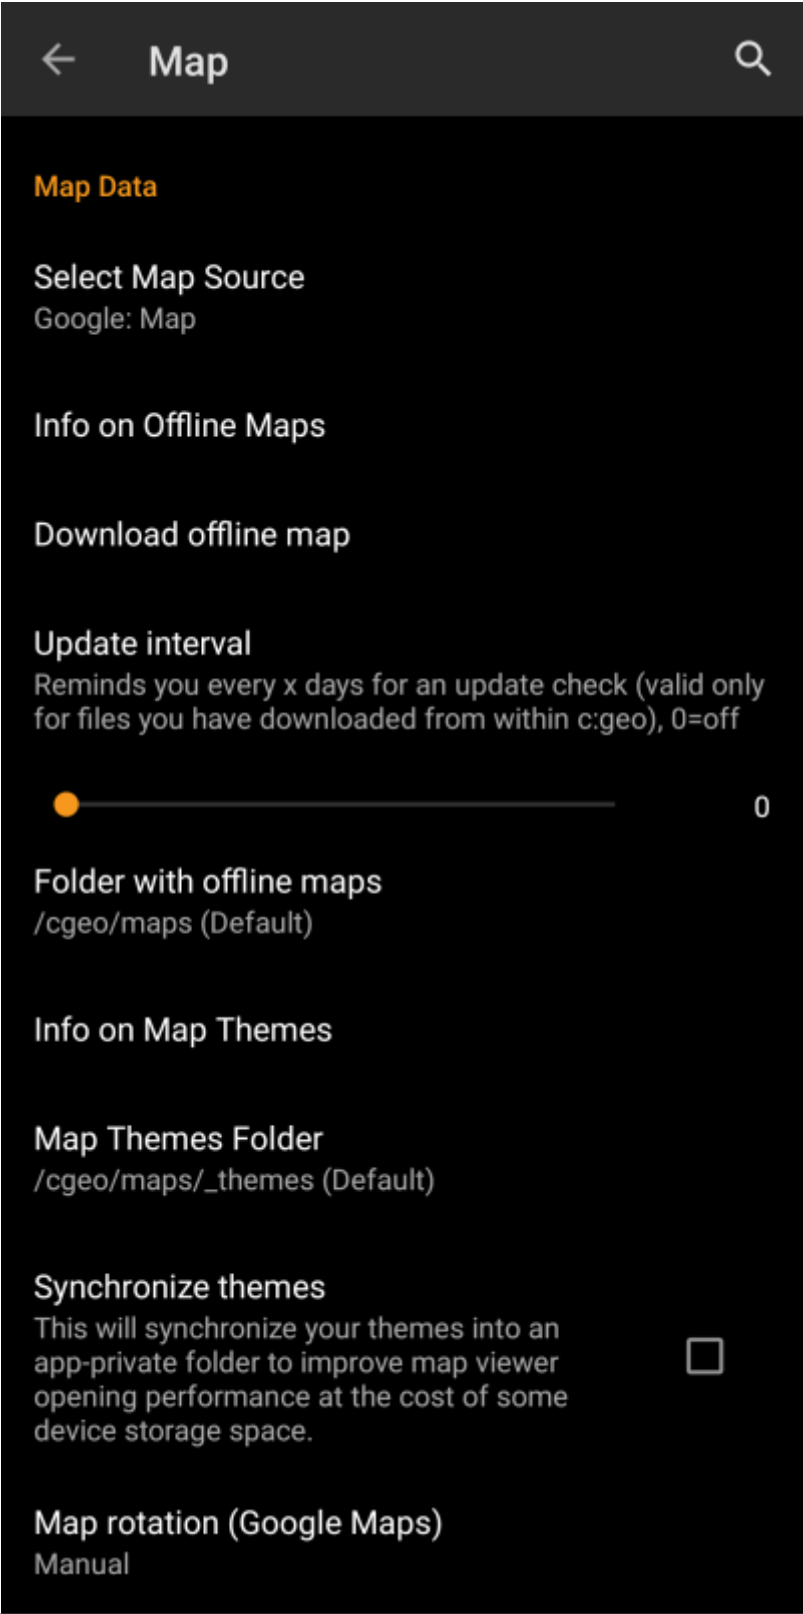 Map
Map Data
Select Map Source
Google: Map
Info on Offline Maps
Download offline map
Update interval
Reminds you every x days for an update check (valid only
for files you have downloaded from within c:geo), 0=off
0
Folder with offline maps
/cgeo/maps (Default)
Info on Map Themes
Map Themes Folder
/cgeo/maps/_themes (Default)
Synchronize themes
This will synchronize your themes into an
app-private folder to improve map viewer
opening performance at the cost of some
device storage space.
Map rotation (Google Maps)
Manual